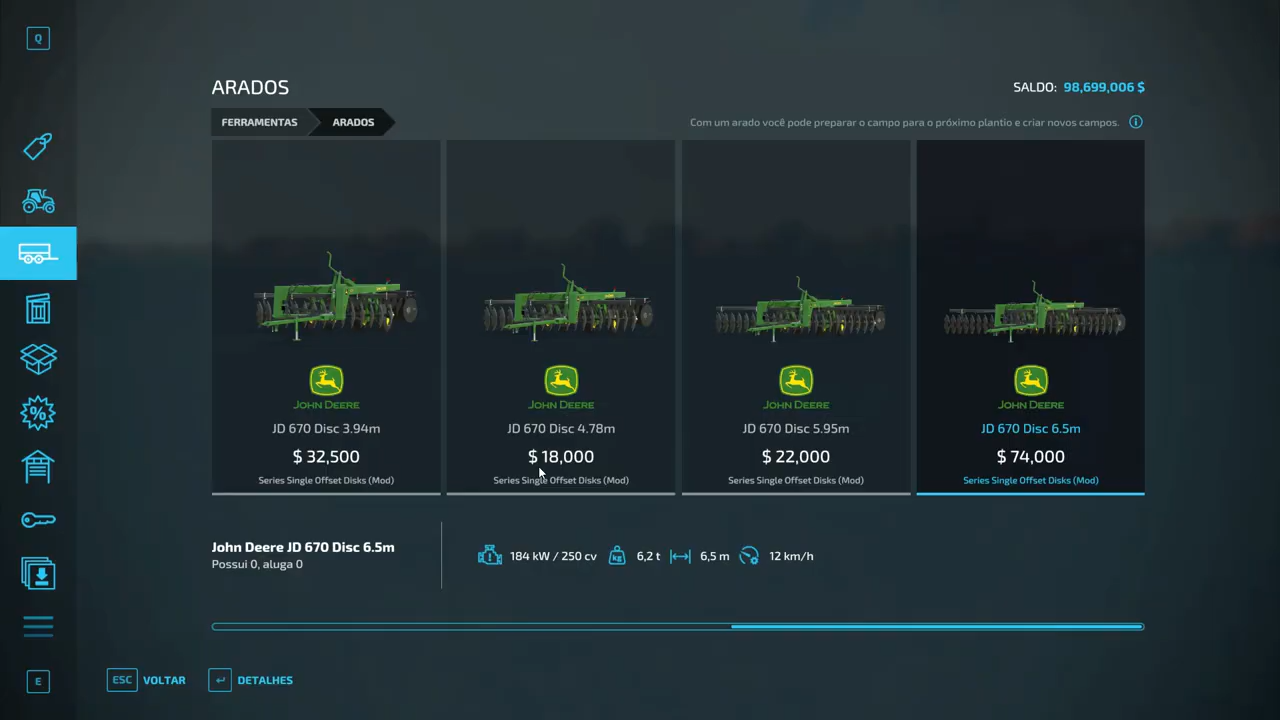 Q
ARADOS
SALDO: 98,699,006 $
FERRAMENTAS
ARADOS
Com um arado você pode preparar o campo para o próximo plantio e criar novos campos.
JOHN DEERE
JD 670 Disc 3.94m
$ 32,500
Series Single Offset Disks (Mod)
JOHN DEERE
JD 670 Disc 4.78m
$ 18,000
Series Single Offset Disks (Mod)
JOHN DEERE
JD 670 Disc 5.95m
$ 22,000
Series Single Offset Disks (Mod)
JOHN DEERE
JD 670 Disc 6.5m
$ 74,000
Series Single Offset Disks (Mod)
John Deere JD 670 Disc 6.5m
Possui 0, aluga 0
184 kW / 250 cv
kg
6,2 t
6,5 m
12 km/h
E
ESC VOLTAR
DETALHES